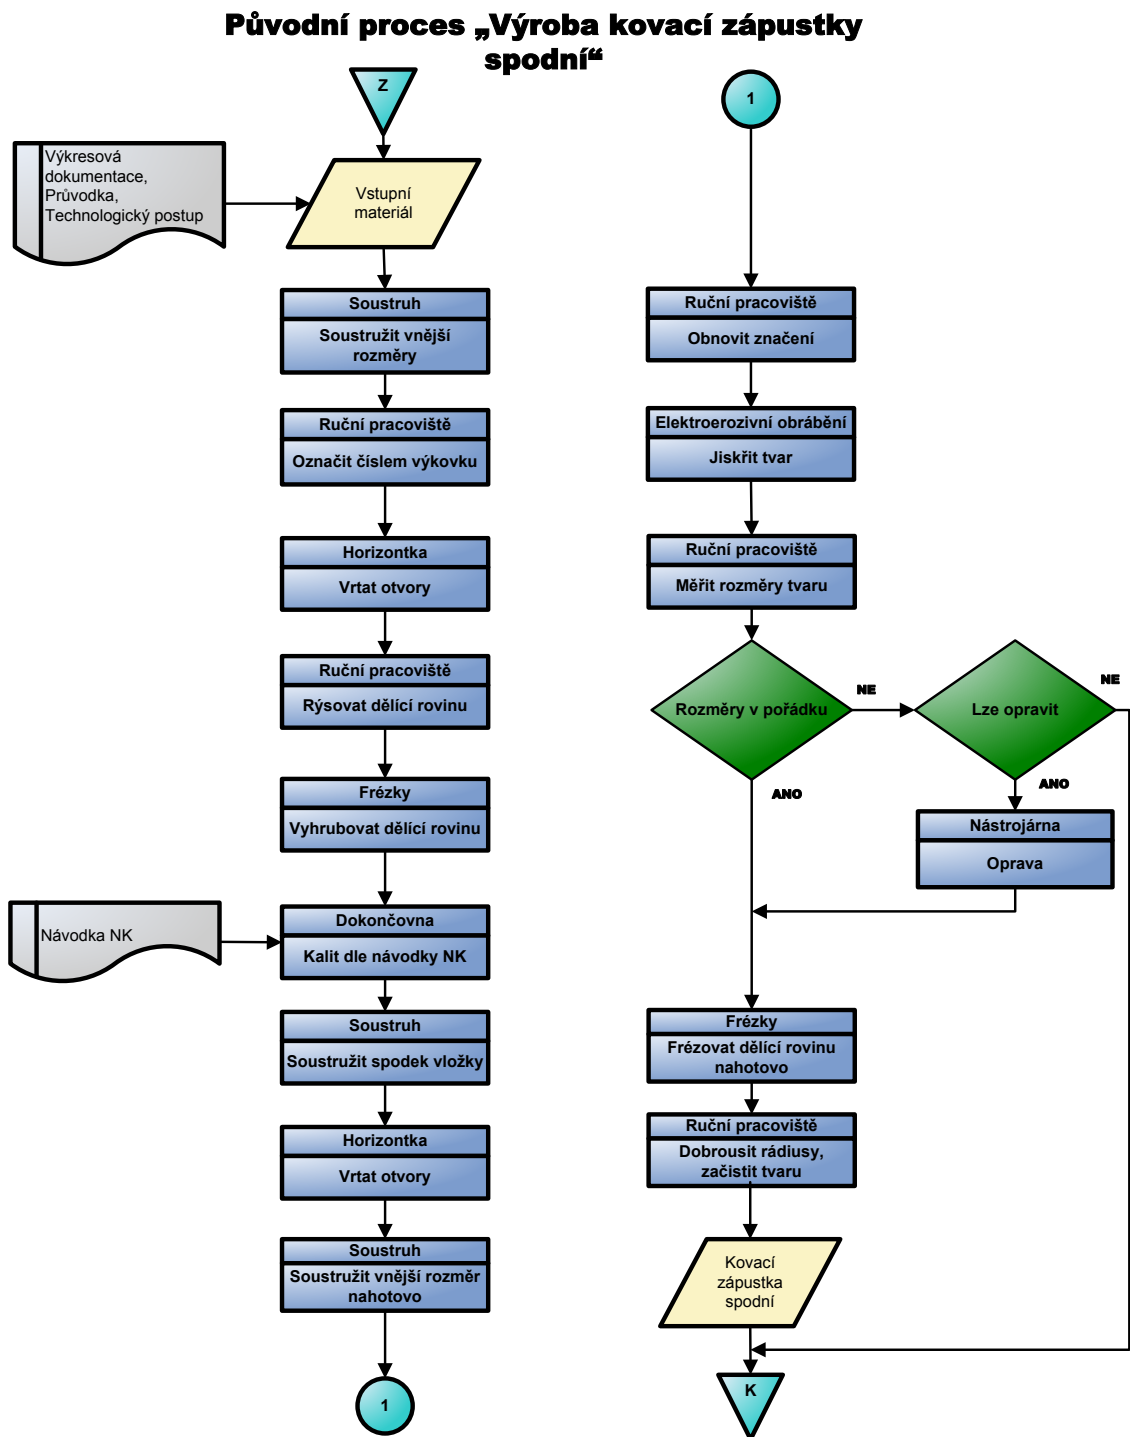 Původní proces „Výroba kovací zápustky
spodní“
Z
Výkresová
dokumentace,
Průvodka,
Technologický postup
Vstupní
materiál
Soustruh
Soustružit vnější
rozměry
Ruční pracoviště
Označit číslem výkovku
Horizontka
Vrtat otvory
Ruční pracoviště
Rýsovat dělící rovinu
Frézky
Vyhrubovat dělící rovinu
Návodka NK
Dokončovna
Kalit dle návodky NK
Soustruh
Soustružit spodek vložky
Horizontka
Vrtat otvory
Soustruh
Soustružit vnější rozměr
nahotovo
1
1
Ruční pracoviště
Obnovit značení
Elektroerozivní obrábění
Jiskřit tvar
Ruční pracoviště
Měřit rozměry tvaru
Rozměry v pořádku
NE
Lze opravit
NE
ANO
ANO
Nástrojárna
Oprava
Frézky
Frézovat dělící rovinu
nahotovo
Ruční pracoviště
Dobrousit rádiusy,
začistit tvaru
Kovací
zápustka
spodní
K